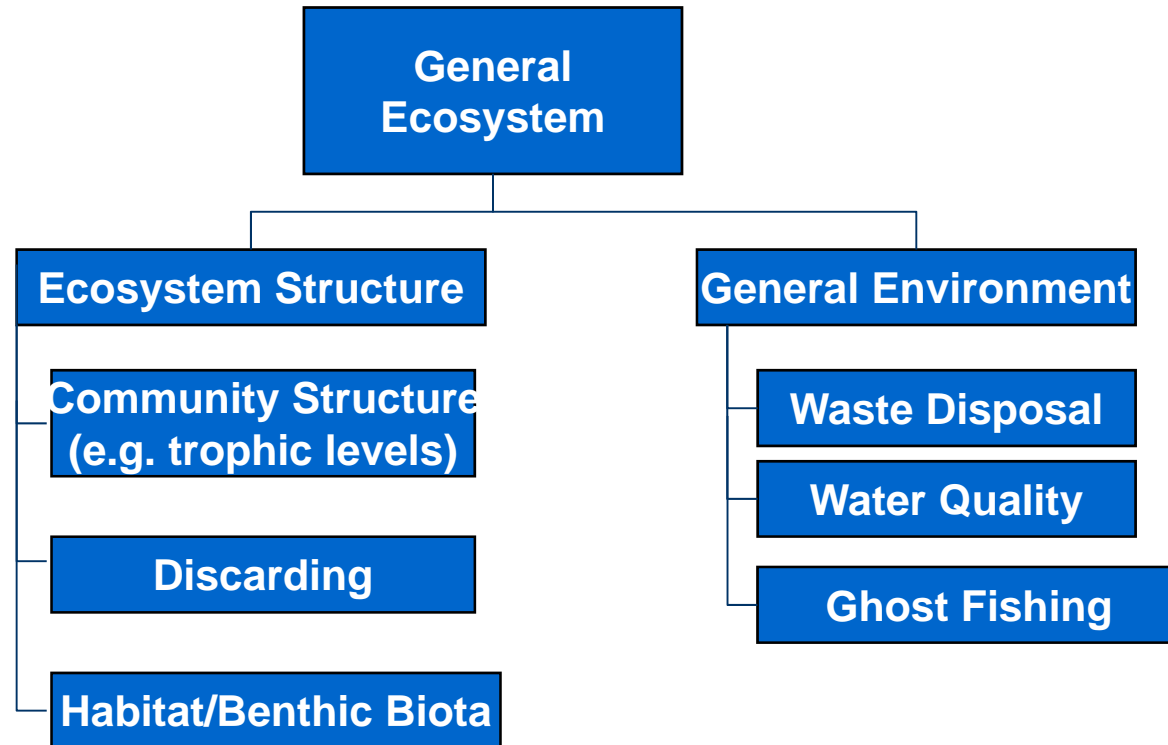 General
Ecosystem
Ecosystem Structure
General Environment
Community Structure
(e.g. trophic levels)
Waste Disposal
Water Quality
Discarding
Ghost Fishing
Habitat/Benthic Biota